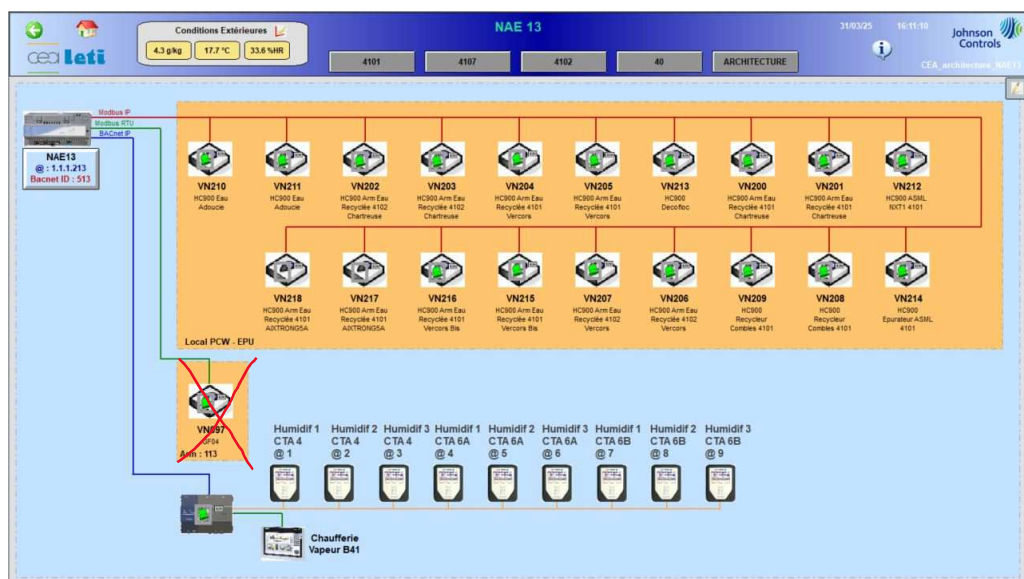 cea leti
Conditions Extérieures
4.3 g/kg 17.7 °C 33.6 %HR
NAE 13
4101 4107 4102 40 ARCHITECTURE
31/03/25 16:11:10
Johnson
Controls
CEA_architecture_NAE13
Modbus IP
Modbus RTU
BACnet IP
NAE13
@ : 1.1.1.213
Bacnet ID : 513
VN210 VN211 VN202 VN203 VN204 VN205 VN213 VN200 VN201 VN212
HC900 Eau HC900 Eau HC900 Arm Eau HC900 Arm Eau HC900 Arm Eau HC900 Arm Eau HC900 HC900 Arm Eau HC900 Arm Eau HC900 ASML
Adoucie Adoucie Recyclée 4102 Recyclée 4102 Recyclée 4101 Recyclée 4101 Decofloc Recyclée 4101 Recyclée 4101 NXT1 4101
Chartreuse Chartreuse Vercors Vercors Chartreuse Chartreuse
VN218 VN217 VN216 VN215 VN207 VN206 VN209 VN208 VN214
HC900 Arm Eau HC900 Arm Eau HC900 Arm Eau HC900 Arm Eau HC900 Arm Eau HC900 Arm Eau HC900 HC900 HC900
Recyclée 4101 Recyclée 4101 Recyclée 4101 Recyclée 4101 Recyclée 4102 Recyclée 4102 Recycleur Recycleur Epurateur ASML
AIXTRONG5A AIXTRONG5A Vercors Bis Vercors Bis Vercors Vercors Combles 4101 Combles 4101 4101
Local PCW - EPU
VN097
GF04
: 113
Humidif 1 Humidif 2 Humidif 3 Humidif 1 Humidif 2 Humidif 3 Humidif 1 Humidif 2 Humidif 3
CTA 4 CTA 4 CTA 4 CTA 6A CTA 6A CTA 6A CTA 6B CTA 6B CTA 6B
@ 1 @ 2 @ 3 @ 4 @ 5 @ 6 @ 7 @ 8 @ 9
Chaufferie
Vapeur B41